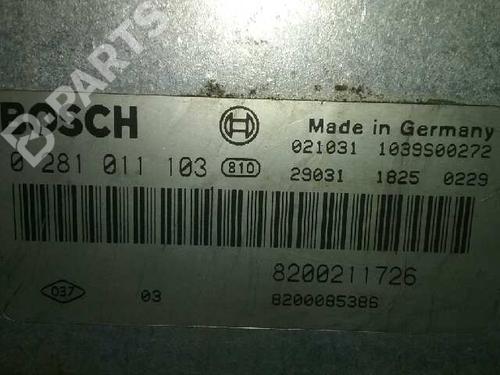 B-PARTS
BOSCH
Made in Germany
0 281 011 103 810
021031 1039S00272
29031 1825 0229
8200211726
037 03 8200085386